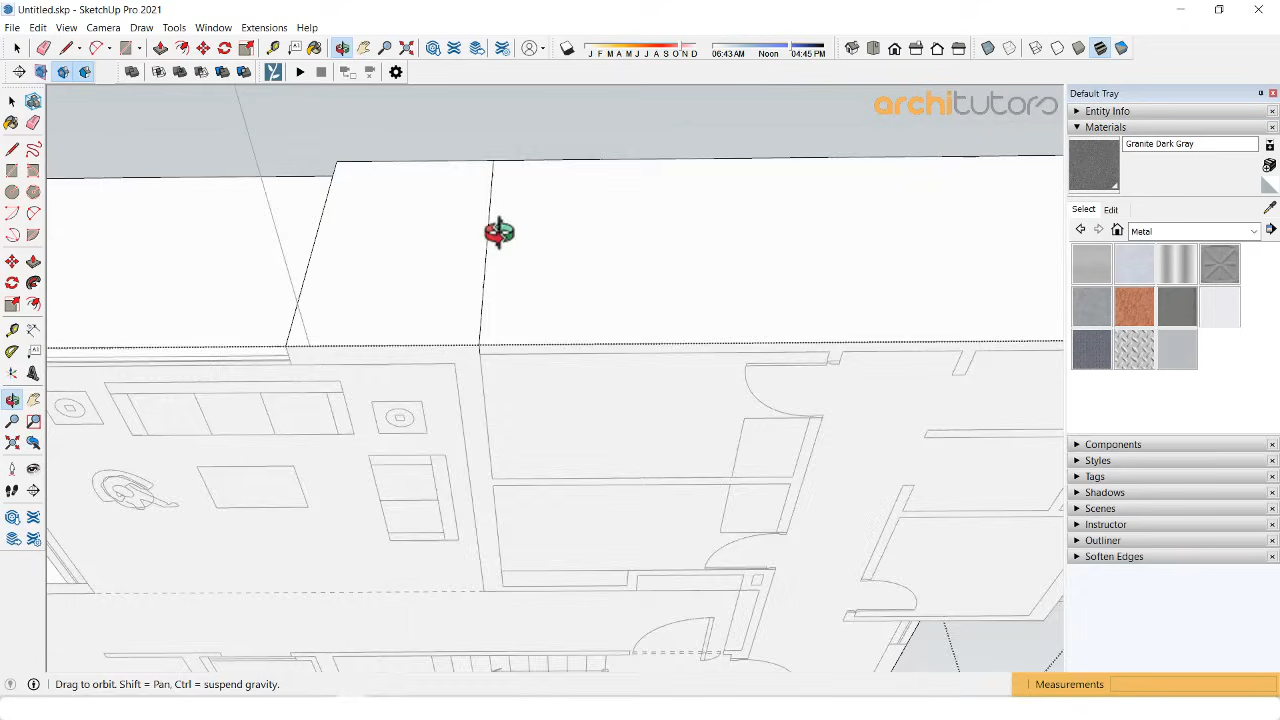 Untitled.skp - SketchUp Pro 2021
File Edit View Camera Draw Tools Window Extensions Help
J F M A M J J A S O N D
06:43 AM Noon 04:45 PM
architutors
Default Tray
Entity Info
Materials
Granite Dark Gray
Select Edit
Metal
Components
Styles
Tags
Shadows
Scenes
Instructor
Outliner
Soften Edges
Drag to orbit. Shift = Pan, Ctrl = suspend gravity.
Measurements